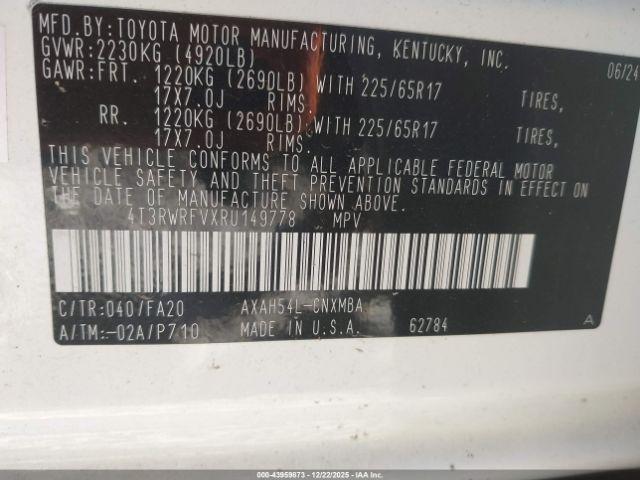 MFD.BY:TOYOTA MOTOR MANUFACTURING, KENTUCKY, INC. 06/24
GVWR:2230KG (4920LB)
GAWR:FRT. 1220KG (2690LB) WITH 225/65R17 TIRES,
17X7.0J RIMS.
RR. 1220KG (2690LB) WITH 225/65R17 TIRES,
17X7.0J RIMS.
THIS VEHICLE CONFORMS TO ALL APPLICABLE FEDERAL MOTOR
VEHICLE SAFETY AND THEFT PREVENTION STANDARDS IN EFFECT ON
THE DATE OF MANUFACTURE SHOWN ABOVE.
4T3RWRFVXRU149778 MPV
C/TR:040/FA20 AXAH54L-CNXMBA
A/TM:-02A/P710 MADE IN U.S.A. 62784 A
000-43959873 - 12/22/2025 - IAA, Inc.